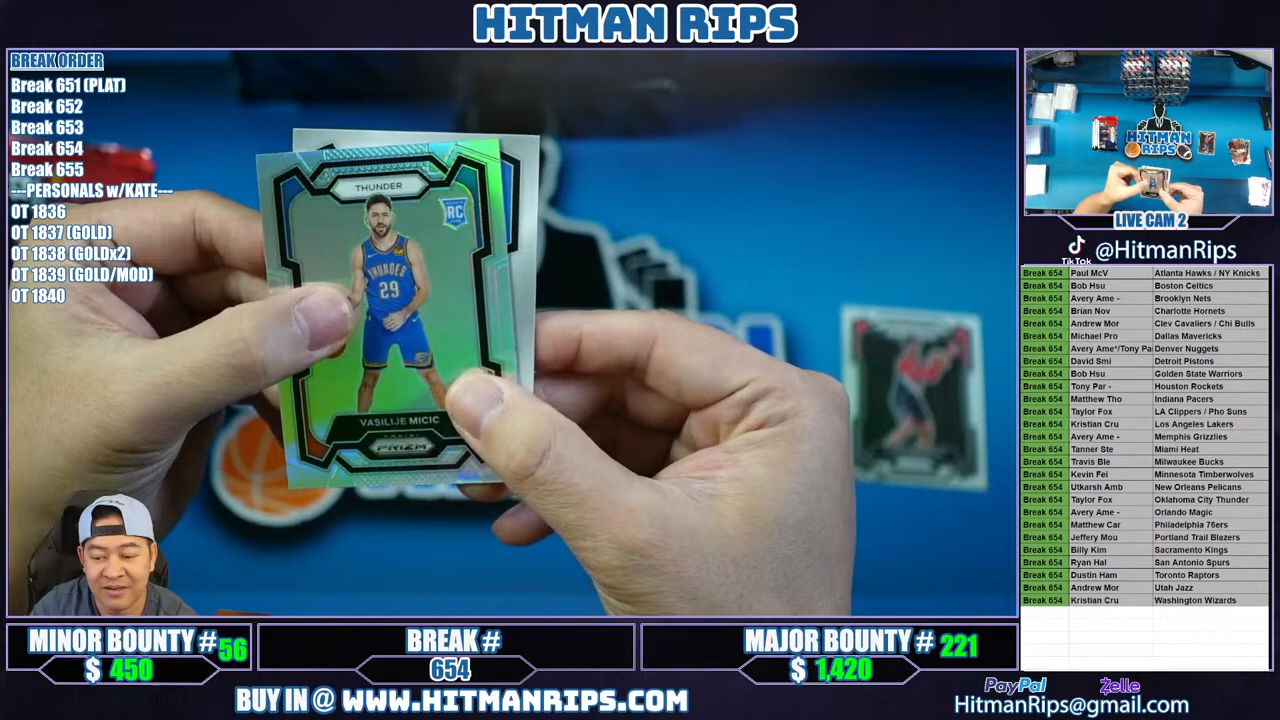 HITMAN RIPS
BREAK ORDER
Break 651 (PLAT)
Break 652
Break 653
Break 654
Break 655
---PERSONALS w/KATE---
OT 1836
OT 1837 (GOLD)
OT 1838 (GOLDx2)
OT 1839 (GOLD/MOD)
OT 1840
THUNDER
RC
THUNDER
29
VASILIJE MICIC
PANINI
PRIZM
HITMAN
RIPS
LIVE CAM 2
TikTok
@HitmanRips
Break 654 Paul McV Atlanta Hawks / NY Knicks
Break 654 Bob Hsu Boston Celtics
Break 654 Avery Ame - Brooklyn Nets
Break 654 Brian Nov Charlotte Hornets
Break 654 Andrew Mor Clev Cavaliers / Chi Bulls
Break 654 Michael Pro Dallas Mavericks
Break 654 Avery Ame*/Tony Pa Denver Nuggets
Break 654 David Smi Detroit Pistons
Break 654 Bob Hsu Golden State Warriors
Break 654 Tony Par - Houston Rockets
Break 654 Matthew Tho Indiana Pacers
Break 654 Taylor Fox LA Clippers / Pho Suns
Break 654 Kristian Cru Los Angeles Lakers
Break 654 Avery Ame - Memphis Grizzlies
Break 654 Tanner Ste Miami Heat
Break 654 Travis Ble Milwaukee Bucks
Break 654 Kevin Fei Minnesota Timberwolves
Break 654 Utkarsh Amb New Orleans Pelicans
Break 654 Taylor Fox Oklahoma City Thunder
Break 654 Avery Ame - Orlando Magic
Break 654 Matthew Car Philadelphia 76ers
Break 654 Jeffery Mou Portland Trail Blazers
Break 654 Billy Kim Sacramento Kings
Break 654 Ryan Hal San Antonio Spurs
Break 654 Dustin Ham Toronto Raptors
Break 654 Andrew Mor Utah Jazz
Break 654 Kristian Cru Washington Wizards
MINOR BOUNTY # 56
$ 450
BREAK #
654
MAJOR BOUNTY # 221
$ 1,420
BUY IN @ WWW.HITMANRIPS.COM
PayPal Zelle
HitmanRips@gmail.com